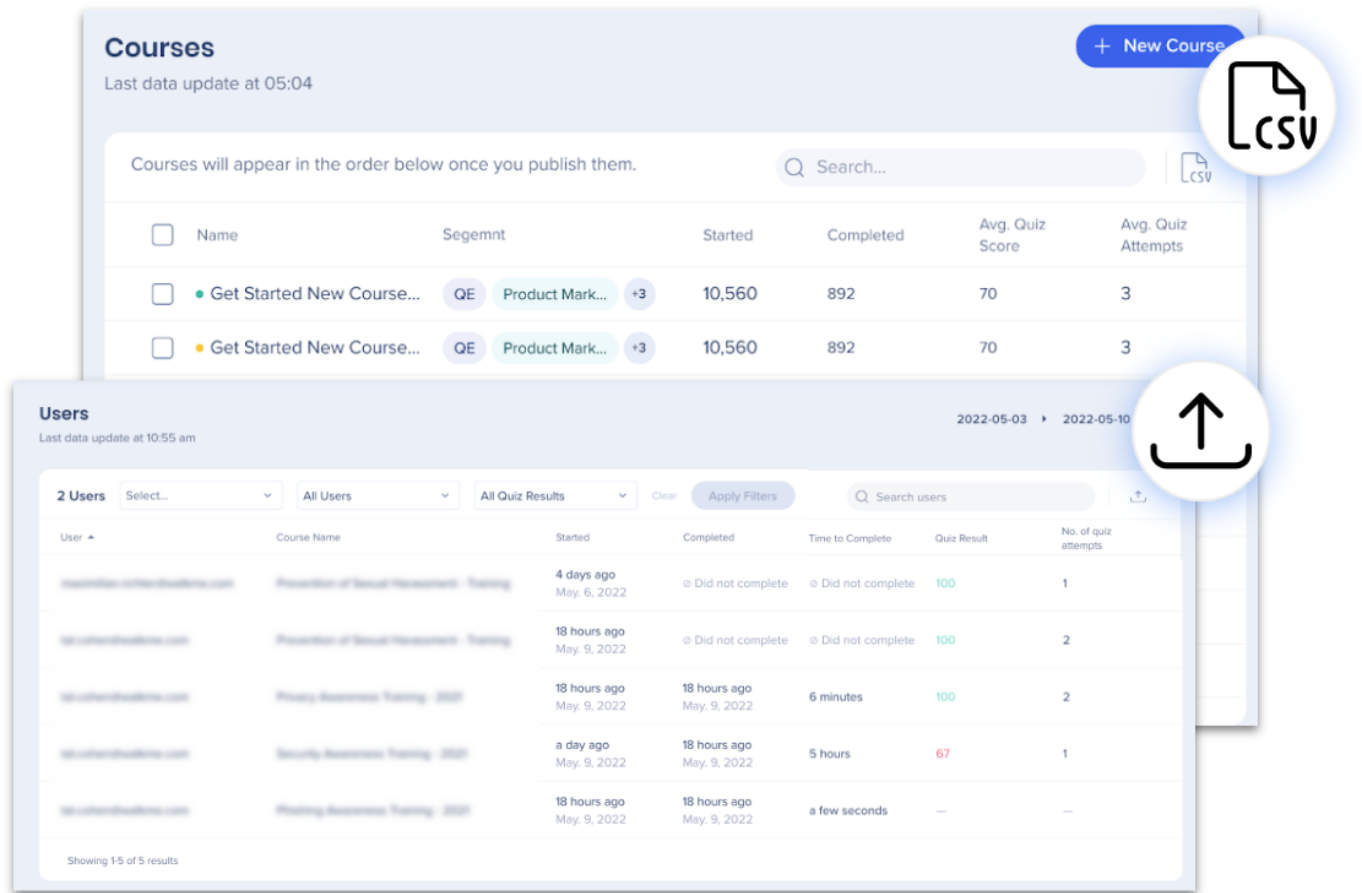 Courses
+ New Course
Last data update at 05:04
CSV
Courses will appear in the order below once you publish them.
Search...
CSV
Name Segemnt Started Completed Avg. Quiz Score Avg. Quiz Attempts
Get Started New Course... QE Product Mark... +3 10,560 892 70 3
Get Started New Course... QE Product Mark... +3 10,560 892 70 3
Users
2022-05-03 2022-05-10
Last data update at 10:55 am
2 Users Select... All Users All Quiz Results Clear Apply Filters Search users
User Course Name Started Completed Time to Complete Quiz Result No. of quiz attempts
4 days ago
May. 6, 2022
Did not complete Did not complete 100 1
18 hours ago
May. 9, 2022
Did not complete Did not complete 100 2
18 hours ago 18 hours ago
May. 9, 2022 May. 9, 2022
6 minutes 100 2
a day ago 18 hours ago
May. 9, 2022 May. 9, 2022
5 hours 67 1
18 hours ago 18 hours ago
May. 9, 2022 May. 9, 2022
a few seconds — —
Showing 1-5 of 5 results